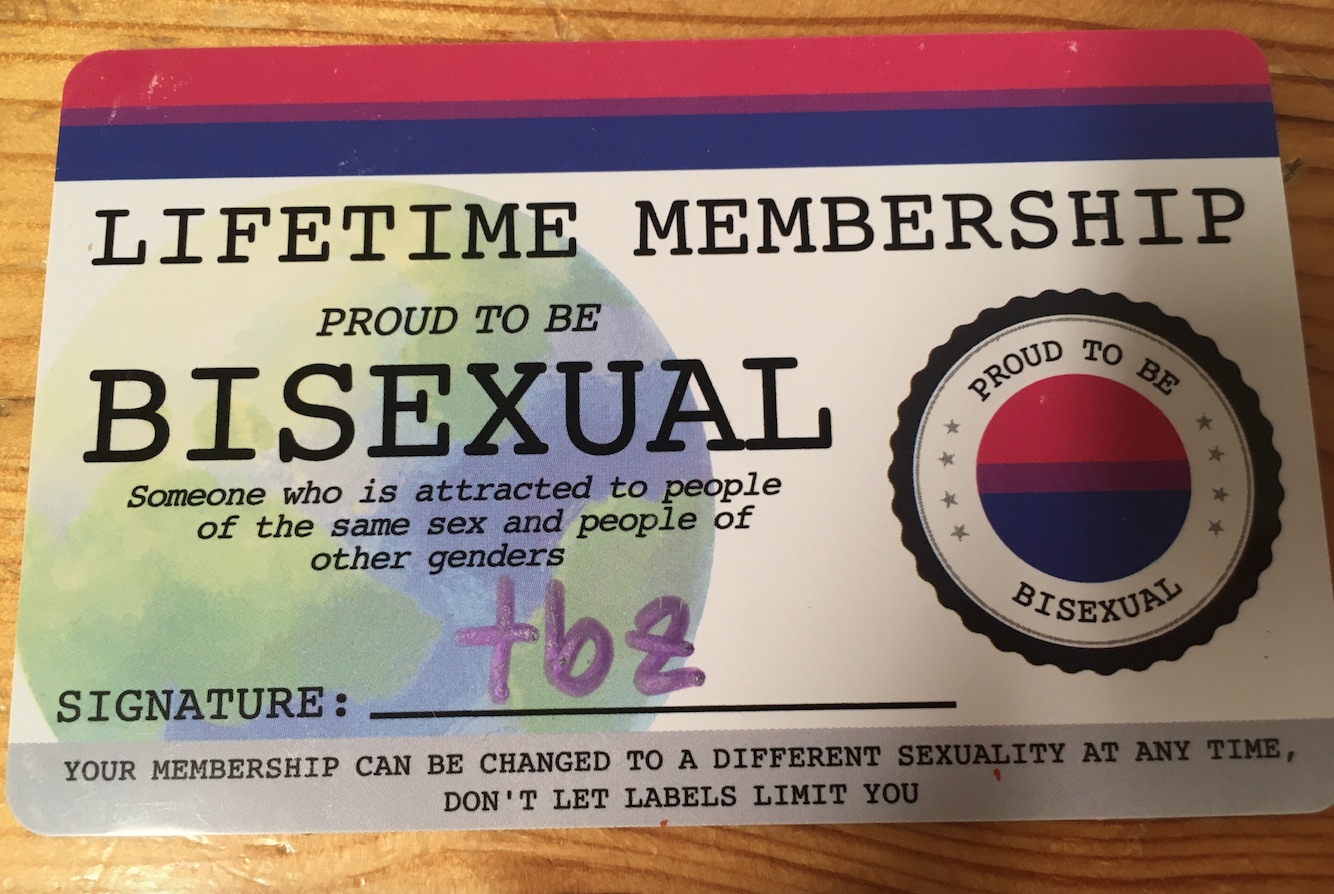 LIFETIME MEMBERSHIP
PROUD TO BE
BISEXUAL
Someone who is attracted to people
of the same sex and people of
other genders
PROUD TO BE
BISEXUAL
SIGNATURE:
YOUR MEMBERSHIP CAN BE CHANGED TO A DIFFERENT SEXUALITY AT ANY TIME,
DON'T LET LABELS LIMIT YOU